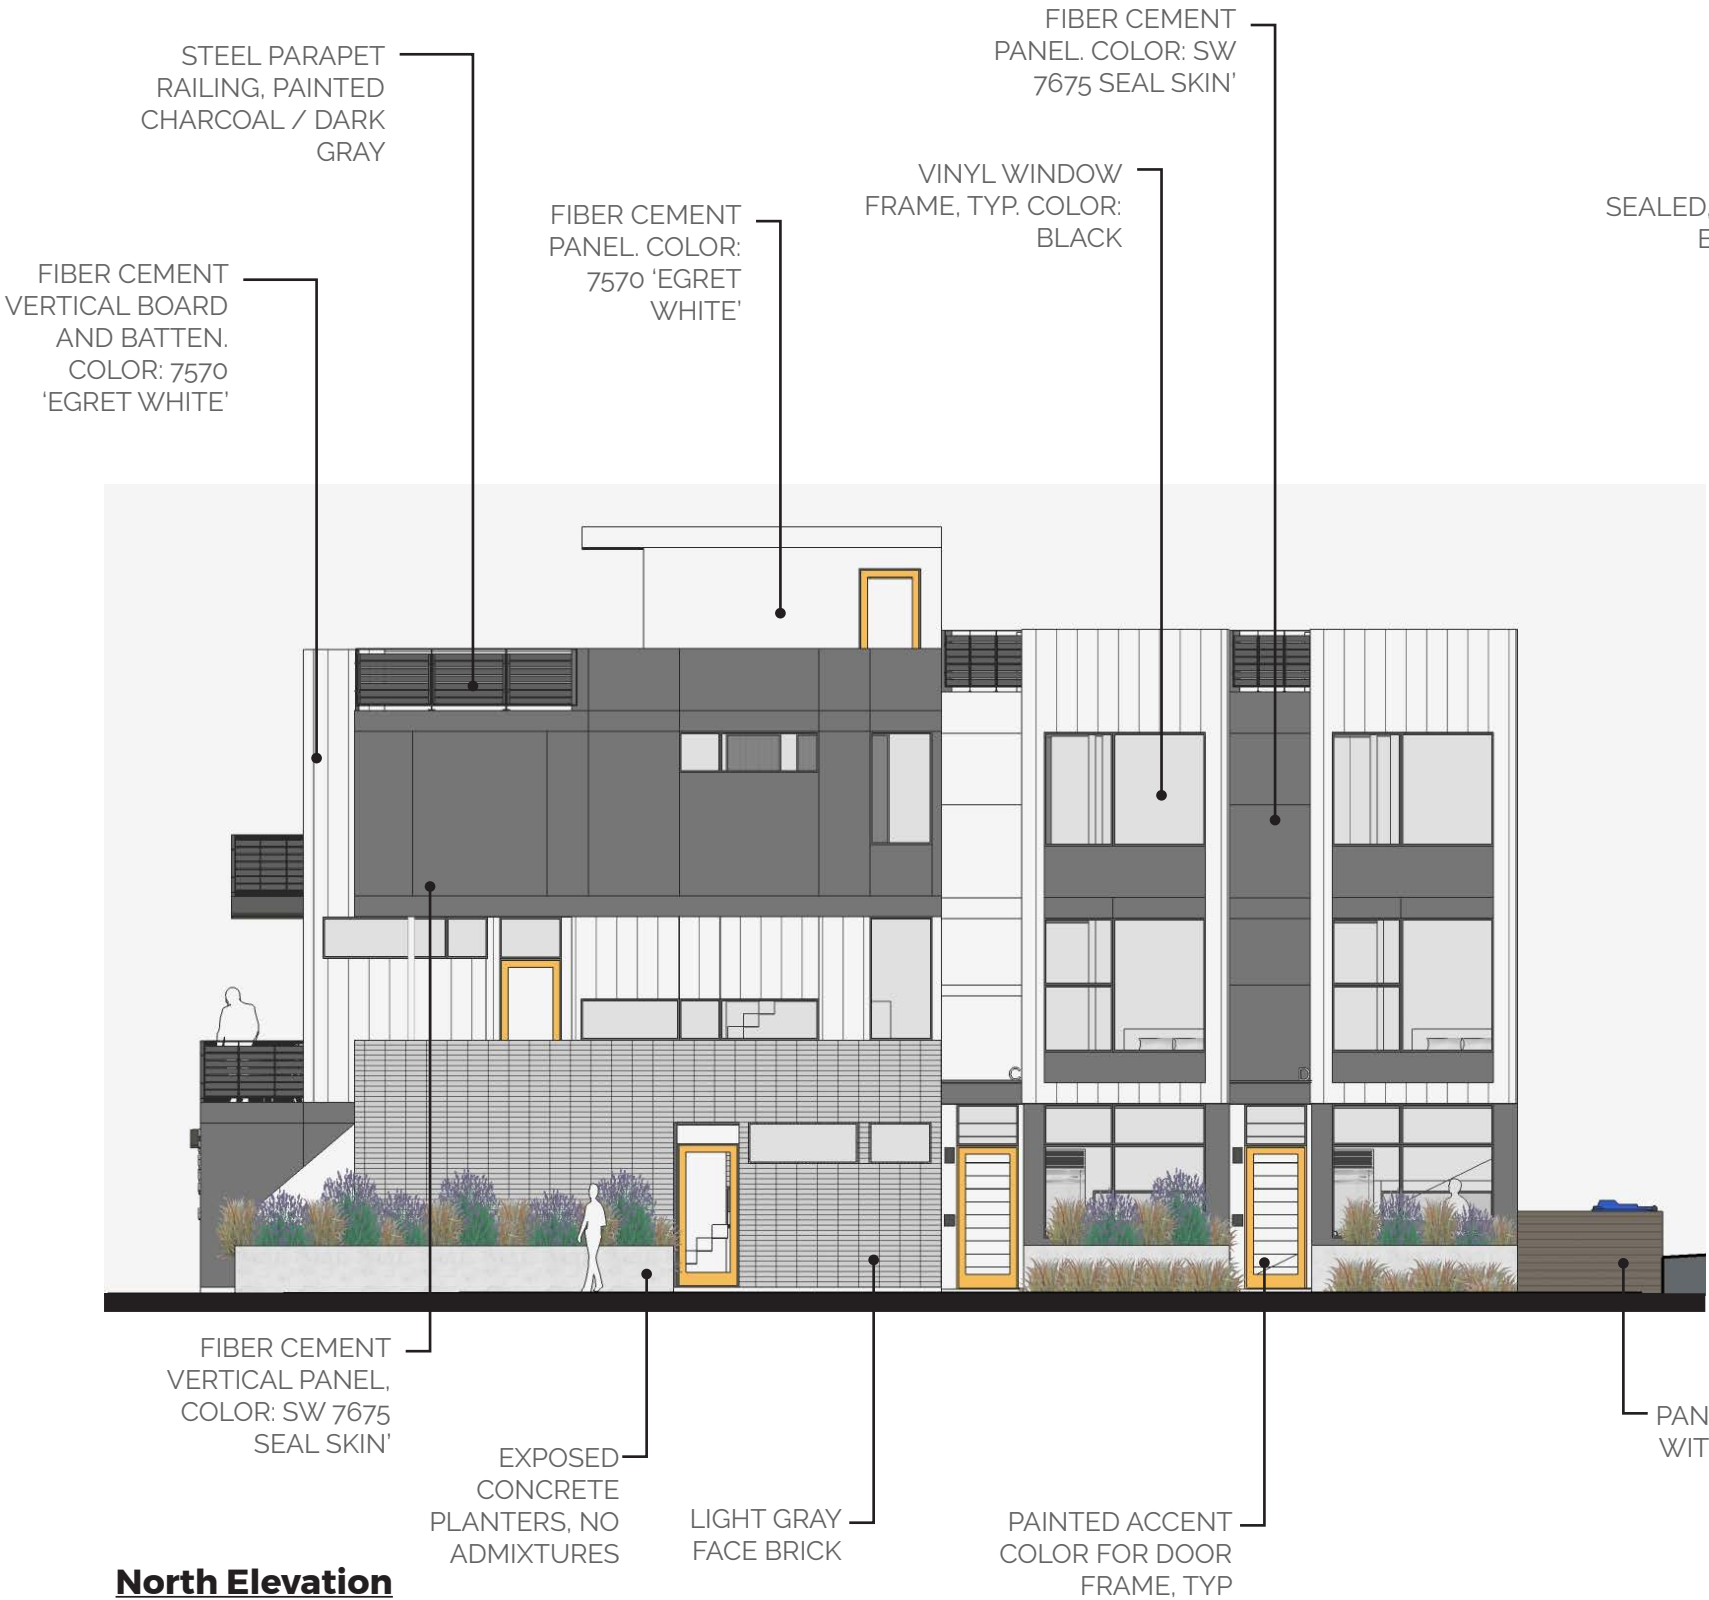 FIBER CEMENT
PANEL. COLOR: SW
7675 SEAL SKIN'
STEEL PARAPET
RAILING, PAINTED
CHARCOAL / DARK
GRAY
VINYL WINDOW
FRAME, TYP. COLOR:
BLACK
SEALED,
FIBER CEMENT
PANEL. COLOR:
7570 ‘EGRET
WHITE’
FIBER CEMENT
VERTICAL BOARD
AND BATTEN.
COLOR: 7570
‘EGRET WHITE’
C
D
FIBER CEMENT
VERTICAL PANEL,
COLOR: SW 7675
SEAL SKIN’
EXPOSED
CONCRETE
PLANTERS, NO
ADMIXTURES
LIGHT GRAY
FACE BRICK
PAINTED ACCENT
COLOR FOR DOOR
FRAME, TYP
PAN
WIT
North Elevation